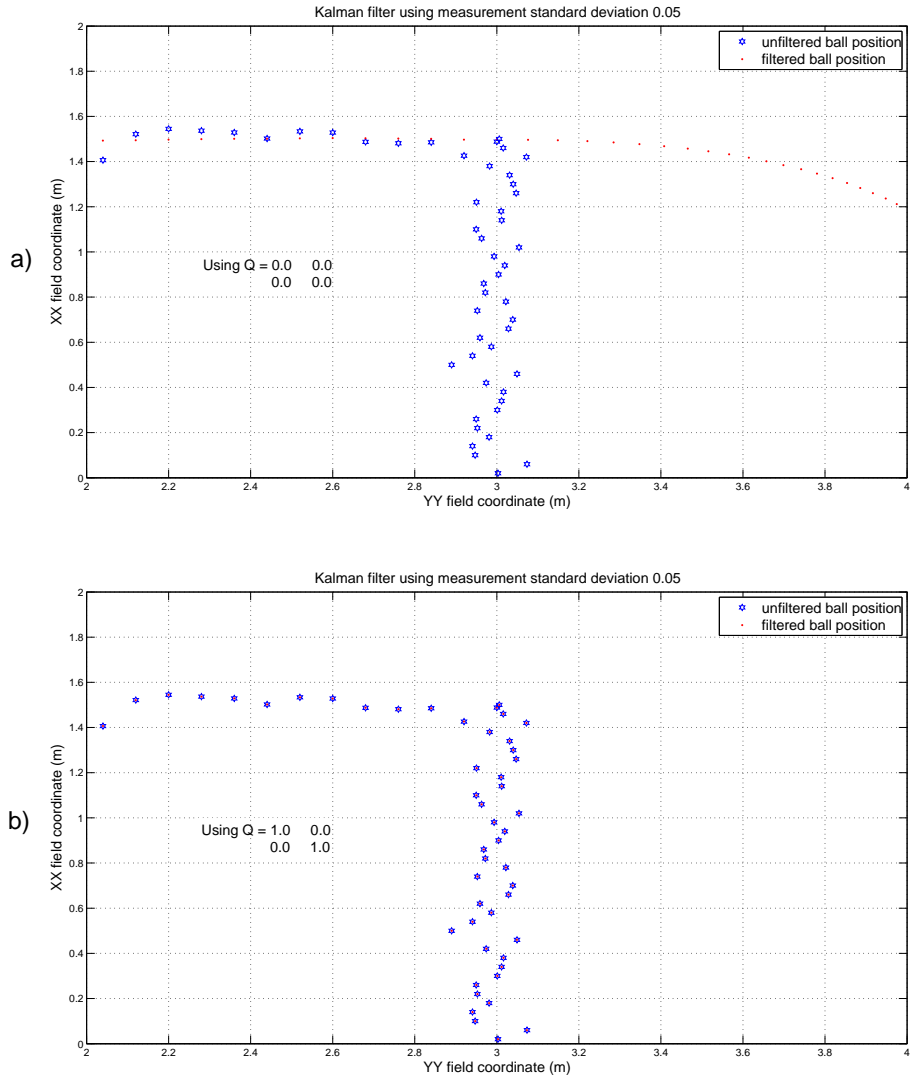 Kalman filter using measurement standard deviation 0.05
2
1.8
1.6
1.4
1.2
1
0.8
0.6
0.4
0.2
0
XX field coordinate (m)
a)
unfiltered ball position
filtered ball position
Using Q = 0.0 0.0
0.0 0.0
2 2.2 2.4 2.6 2.8 3 3.2 3.4 3.6 3.8 4
YY field coordinate (m)
Kalman filter using measurement standard deviation 0.05
2
1.8
1.6
1.4
1.2
1
0.8
0.6
0.4
0.2
0
XX field coordinate (m)
b)
unfiltered ball position
filtered ball position
Using Q = 1.0 0.0
0.0 1.0
2 2.2 2.4 2.6 2.8 3 3.2 3.4 3.6 3.8 4
YY field coordinate (m)